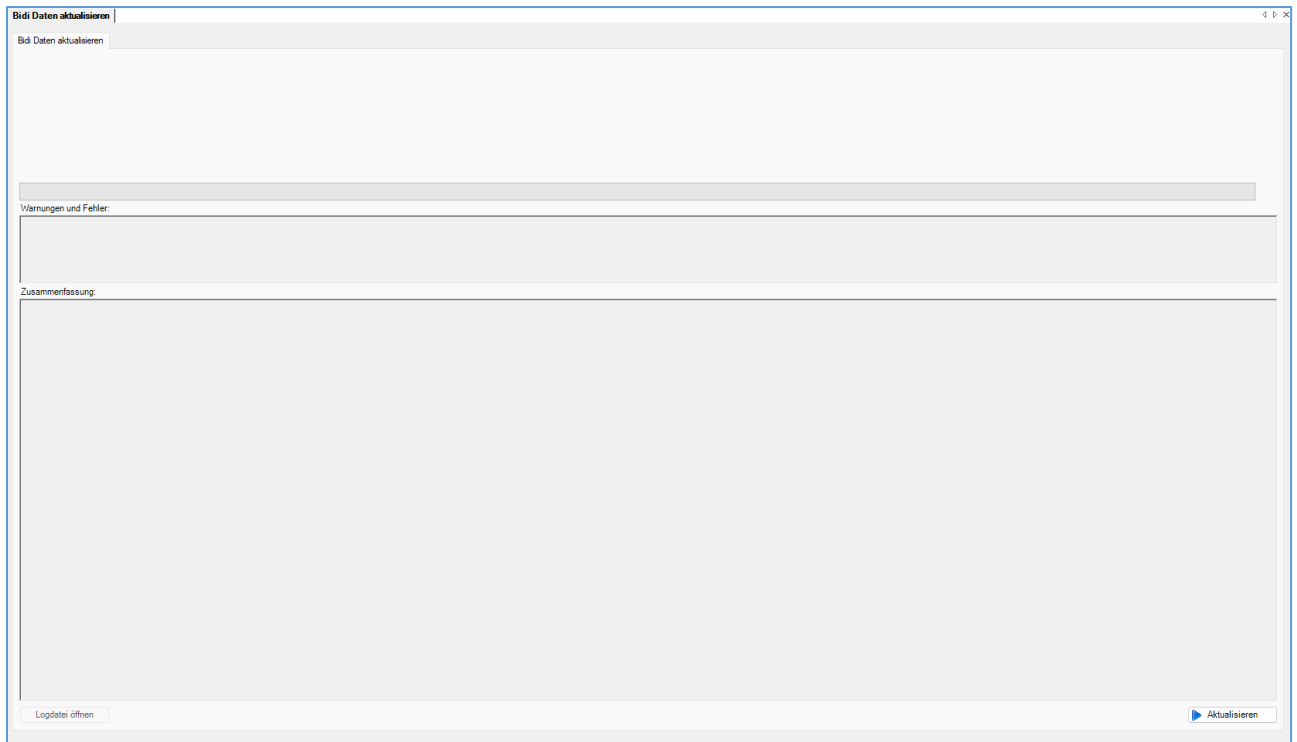 Bidi Daten aktualisieren
Bidi Daten aktualisieren
Warnungen und Fehler:
Zusammenfassung:
Logdatei öffnen
Aktualisieren